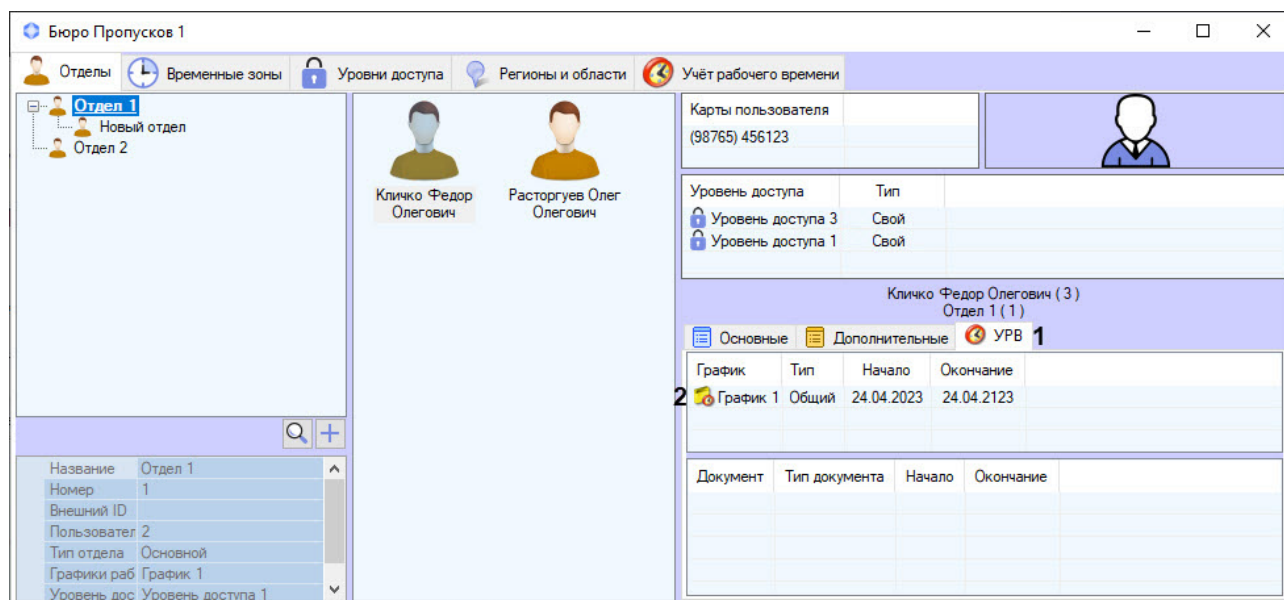 Бюро Пропусков 1
Отделы Временные зоны Уровни доступа Регионы и области Учёт рабочего времени
Отдел 1
Новый отдел
Отдел 2
Кличко Федор
Олегович
Расторгуев Олег
Олегович
Карты пользователя
(98765) 456123
Уровень доступа Тип
Уровень доступа 3 Свой
Уровень доступа 1 Свой
Кличко Федор Олегович ( 3 )
Отдел 1 ( 1 )
Основные Дополнительные УРВ 1
График Тип Начало Окончание
2 График 1 Общий 24.04.2023 24.04.2123
Документ Тип документа Начало Окончание
Название Отдел 1
Номер 1
Внешний ID
Пользовател 2
Тип отдела Основной
Графики раб График 1
Уровень дос Уровень доступа 1